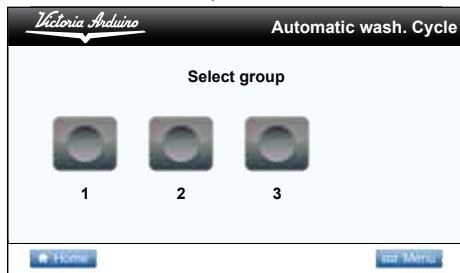 Victoria Arduino
Automatic wash. Cycle
Select group
1 2 3
Home Menu